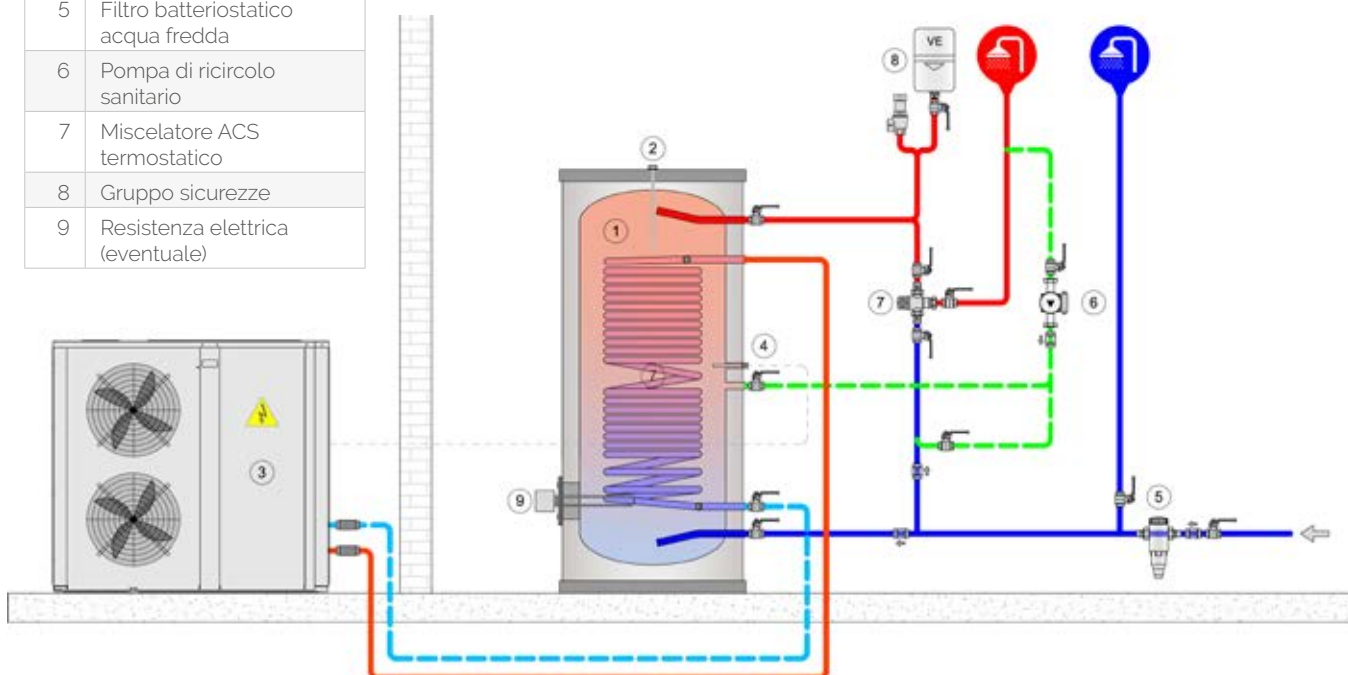 5 Filtro batteriostatico
acqua fredda
6 Pompa di ricircolo
sanitario
7 Miscelatore ACS
termostatico
8 Gruppo sicurezze
9 Resistenza elettrica
(eventuale)
VE
8
2
1
7
6
4
7
3
9
5